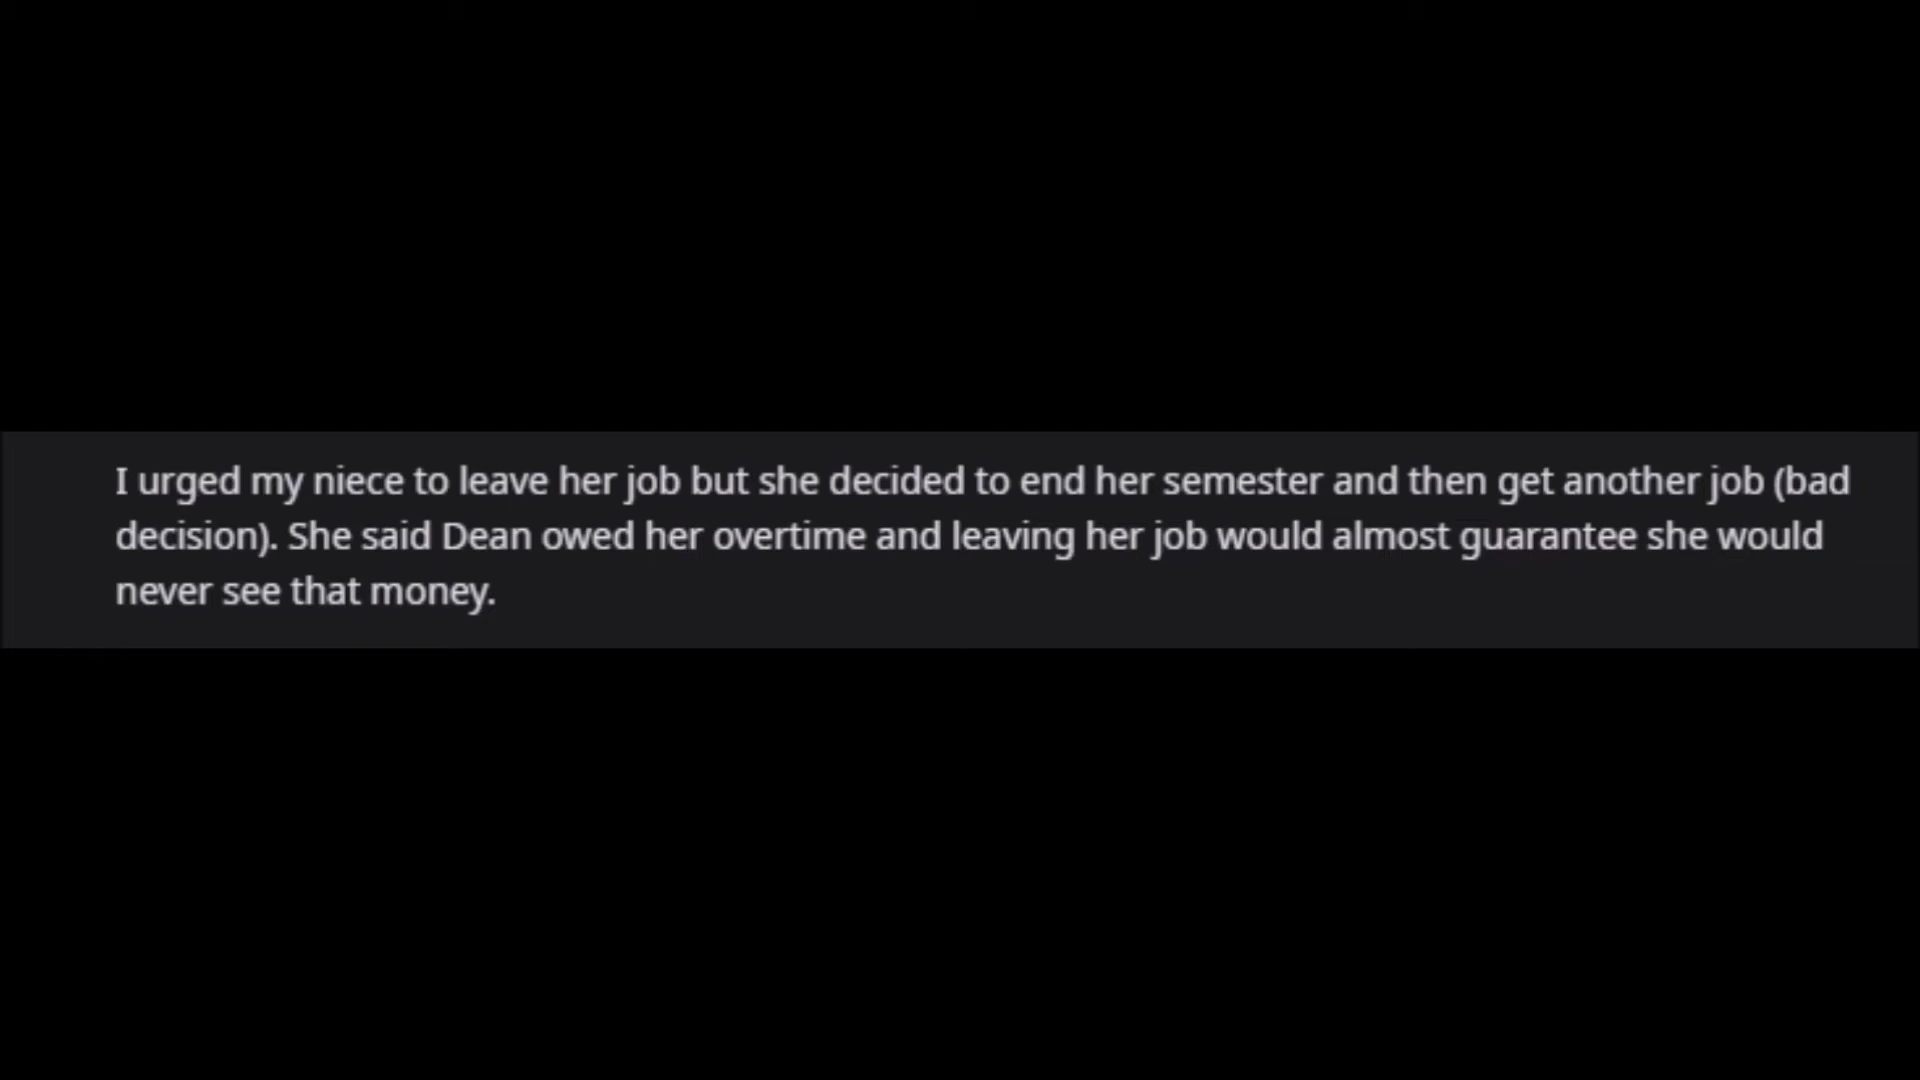 I urged my niece to leave her job but she decided to end her semester and then get another job (bad
decision). She said Dean owed her overtime and leaving her job would almost guarantee she would
never see that money.